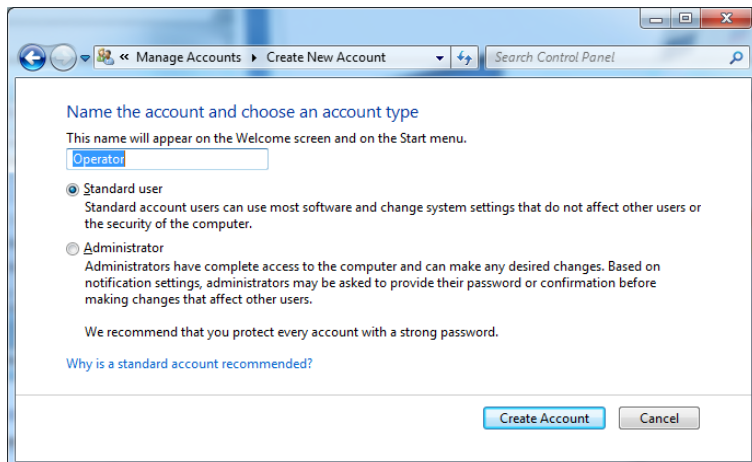 « Manage Accounts ▸ Create New Account
Search Control Panel
Name the account and choose an account type
This name will appear on the Welcome screen and on the Start menu.
Operator
Standard user
Standard account users can use most software and change system settings that do not affect other users or
the security of the computer.
Administrator
Administrators have complete access to the computer and can make any desired changes. Based on
notification settings, administrators may be asked to provide their password or confirmation before
making changes that affect other users.
We recommend that you protect every account with a strong password.
Why is a standard account recommended?
Create Account
Cancel